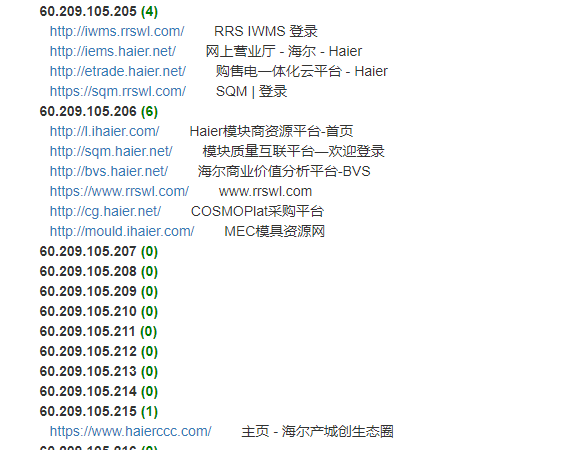 60.209.105.205 (4)
http://iwms.rrswl.com/ RRS IWMS 登录
http://iems.haier.net/ 网上营业厅 - 海尔 - Haier
http://etrade.haier.net/ 购售电一体化云平台 - Haier
https://sqm.rrswl.com/ SQM | 登录
60.209.105.206 (6)
http://l.ihaier.com/ Haier模块商资源平台-首页
http://sqm.haier.net/ 模块质量互联平台—欢迎登录
http://bvs.haier.net/ 海尔商业价值分析平台-BVS
https://www.rrswl.com/ www.rrswl.com
http://cg.haier.net/ COSMOPlat采购平台
http://mould.ihaier.com/ MEC模具资源网
60.209.105.207 (0)
60.209.105.208 (0)
60.209.105.209 (0)
60.209.105.210 (0)
60.209.105.211 (0)
60.209.105.212 (0)
60.209.105.213 (0)
60.209.105.214 (0)
60.209.105.215 (1)
https://www.haierccc.com/ 主页 - 海尔产城创生态圈
60.209.105.216 (0)